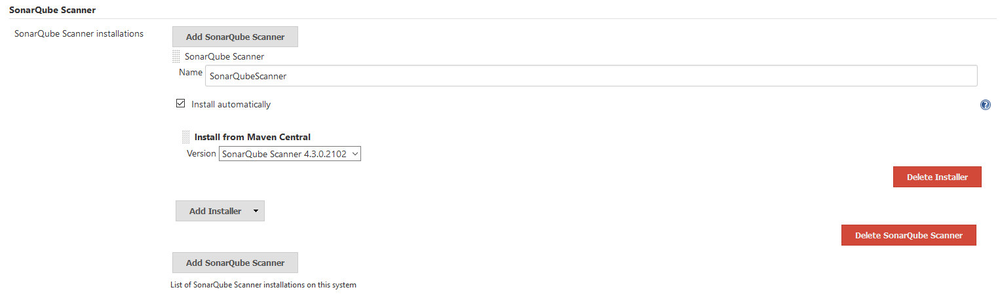 SonarQube Scanner
SonarQube Scanner installations
Add SonarQube Scanner
SonarQube Scanner
Name
SonarQubeScanner
Install automatically
?
Install from Maven Central
Version
SonarQube Scanner 4.3.0.2102
Delete Installer
Add Installer
Delete SonarQube Scanner
Add SonarQube Scanner
List of SonarQube Scanner installations on this system